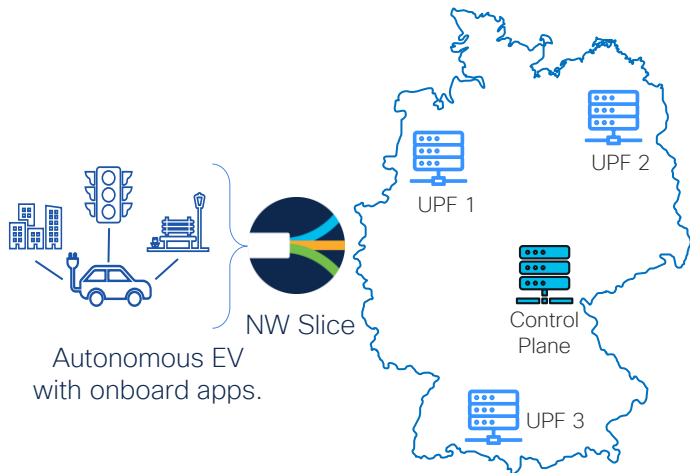 UPF 2
UPF 1
NW Slice
Control
Plane
Autonomous EV
with onboard apps.
UPF 3